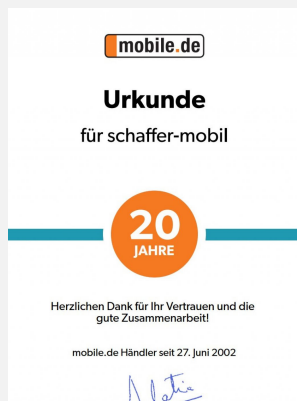 mobile.de
Urkunde
für schaffer-mobil
20
JAHRE
Herzlichen Dank für Ihr Vertrauen und die
gute Zusammenarbeit!
mobile.de Händler seit 27. Juni 2002